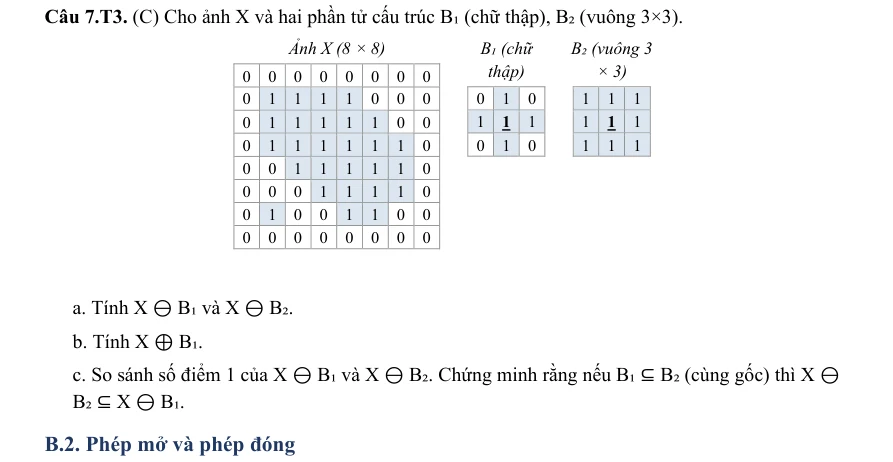 Câu 7.T3. (C) Cho ảnh X và hai phần tử cấu trúc B₁ (chữ thập), B₂ (vuông 3×3).
Ảnh X (8 × 8)
0 0 0 0 0 0 0 0
0 1 1 1 1 0 0 0
0 1 1 1 1 1 0 0
0 1 1 1 1 1 1 0
0 0 1 1 1 1 1 0
0 0 0 1 1 1 1 0
0 1 0 0 1 1 0 0
0 0 0 0 0 0 0 0
B₁ (chữ
thập)
0 1 0
1 1 1
0 1 0
B₂ (vuông 3
× 3)
1 1 1
1 1 1
1 1 1
a. Tính X ⊖ B₁ và X ⊖ B₂.
b. Tính X ⊕ B₁.
c. So sánh số điểm 1 của X ⊖ B₁ và X ⊖ B₂. Chứng minh rằng nếu B₁ ⊆ B₂ (cùng gốc) thì X ⊖
B₂ ⊆ X ⊖ B₁.
B.2. Phép mở và phép đóng